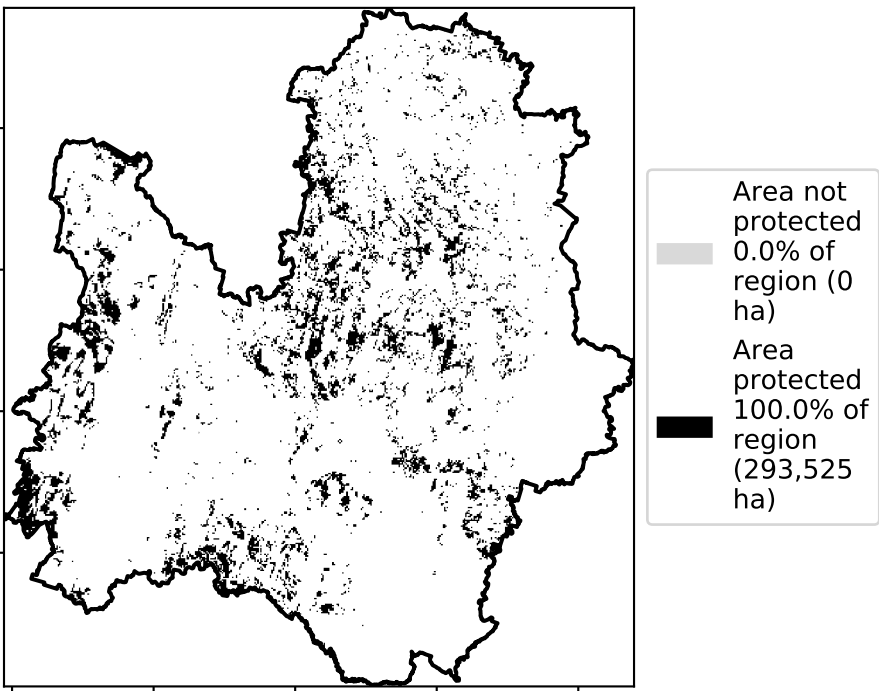 Area not
protected
0.0% of
region (0
ha)
Area
protected
100.0% of
region
(293,525
ha)